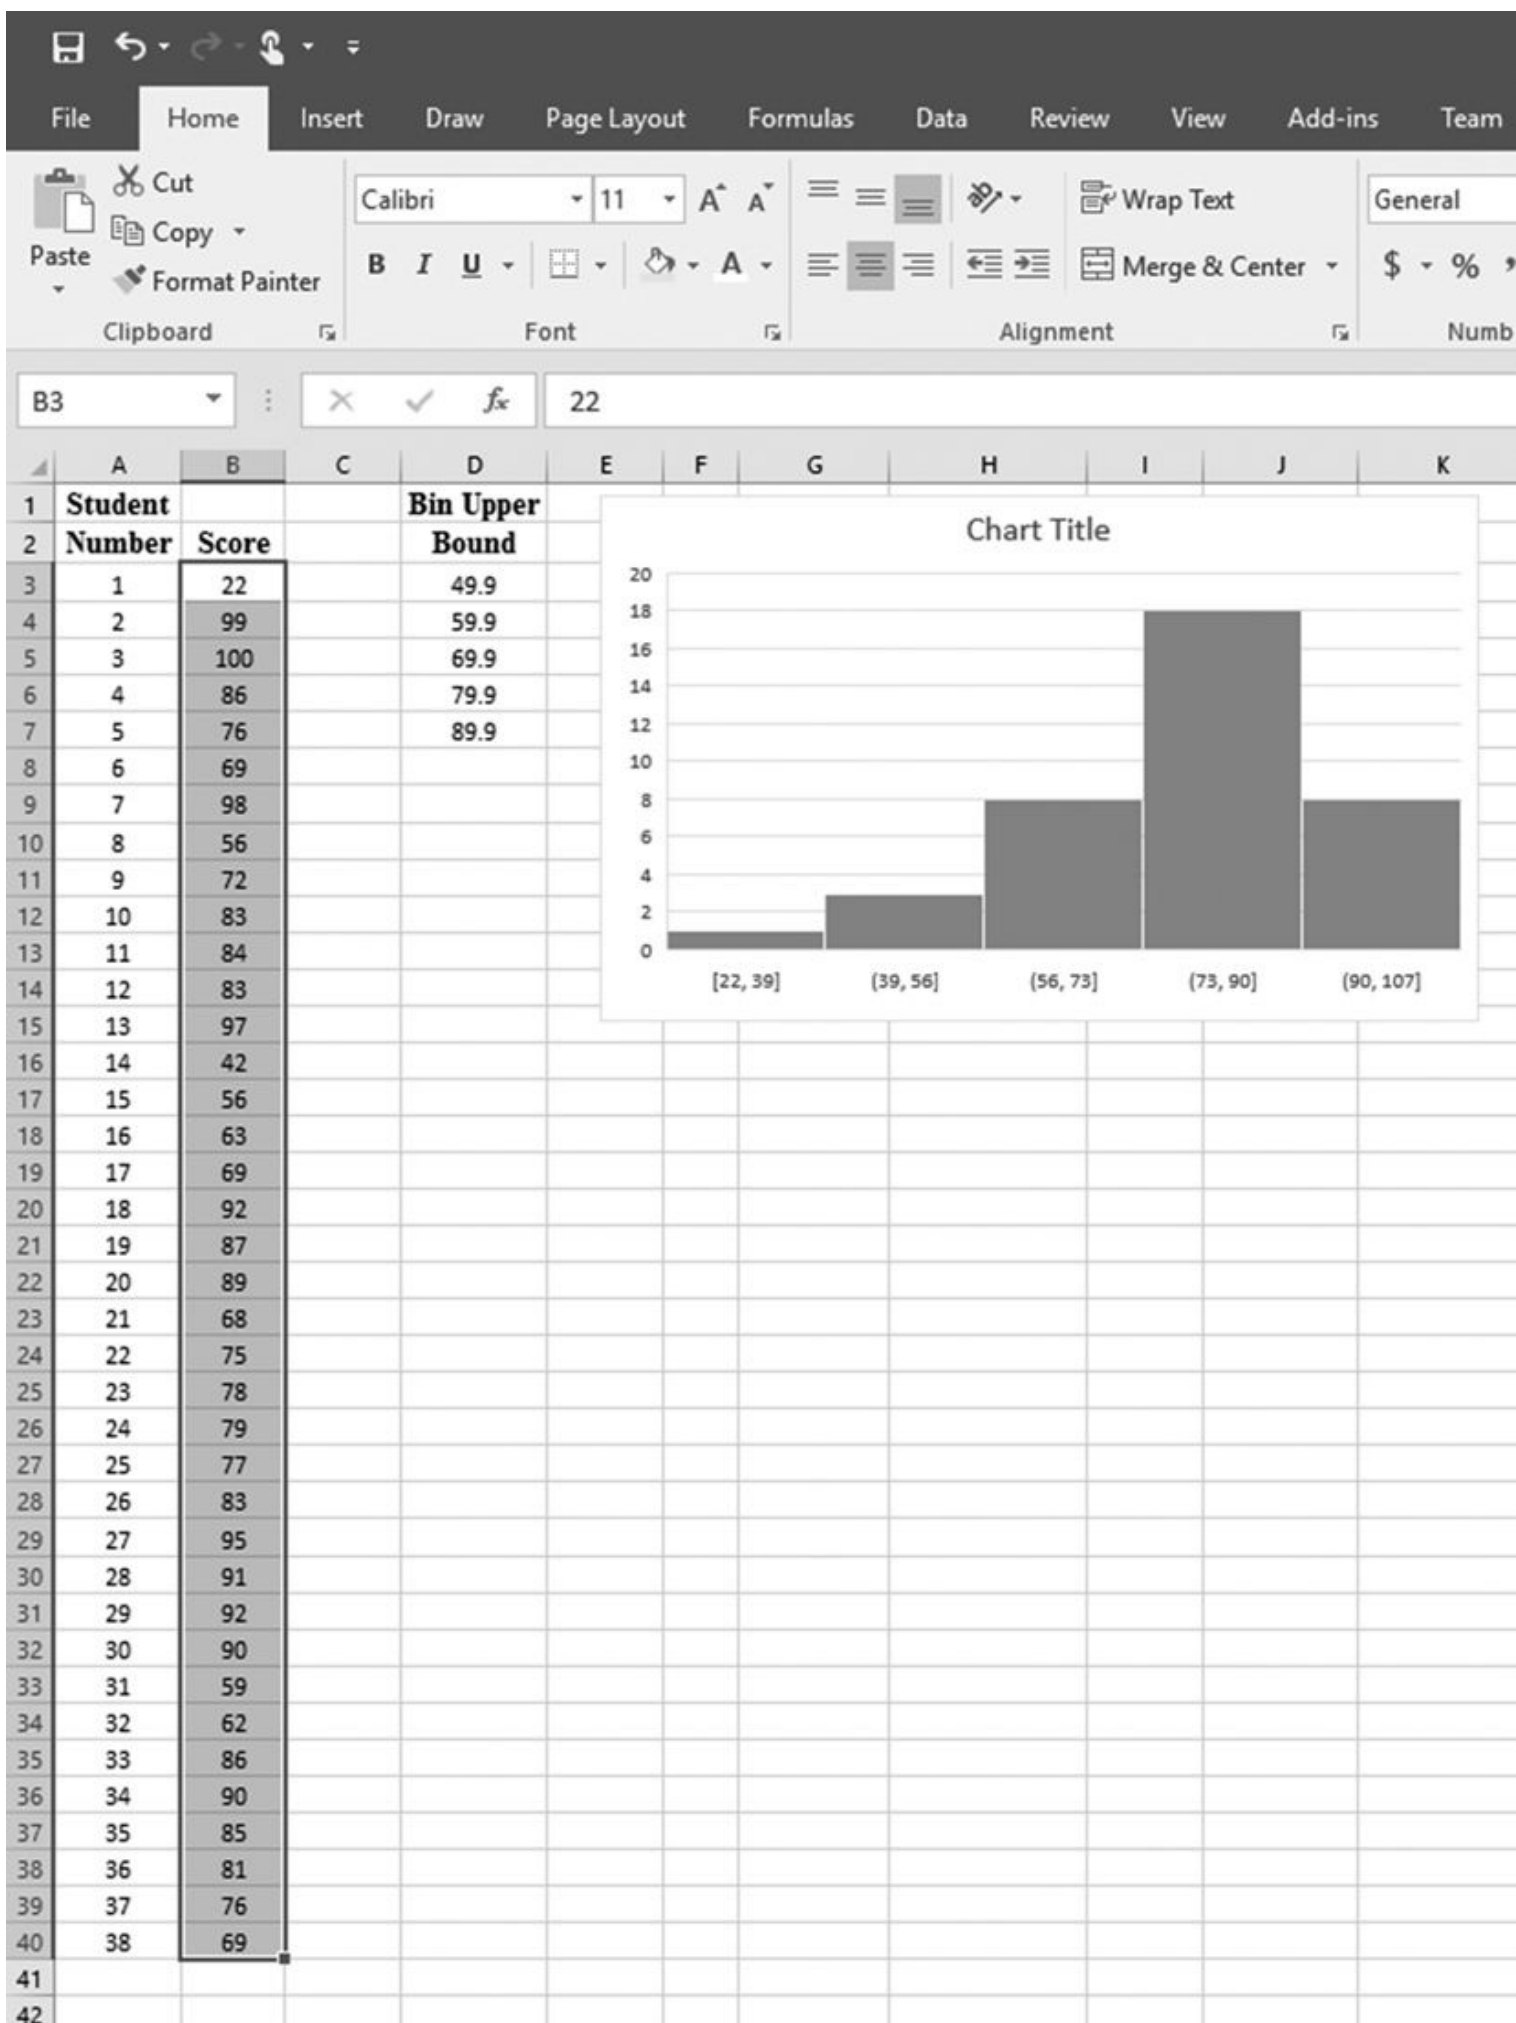 File Home Insert Draw Page Layout Formulas Data Review View Add-ins Team
Cut
Copy
Paste
Format Painter
Clipboard
Calibri 11 A A
B I U A
Font
Wrap Text
Merge & Center
Alignment
General
$ % ,
Numb
B3 fx 22
A B C D E F G H I J K
1 Student Bin Upper
2 Number Score Bound
3 1 22 49.9
4 2 99 59.9
5 3 100 69.9
6 4 86 79.9
7 5 76 89.9
8 6 69
9 7 98
10 8 56
11 9 72
12 10 83
13 11 84
14 12 83
15 13 97
16 14 42
17 15 56
18 16 63
19 17 69
20 18 92
21 19 87
22 20 89
23 21 68
24 22 75
25 23 78
26 24 79
27 25 77
28 26 83
29 27 95
30 28 91
31 29 92
32 30 90
33 31 59
34 32 62
35 33 86
36 34 90
37 35 85
38 36 81
39 37 76
40 38 69
41
42
Chart Title
20
18
16
14
12
10
8
6
4
2
0
[22, 39] (39, 56] (56, 73] (73, 90] (90, 107]